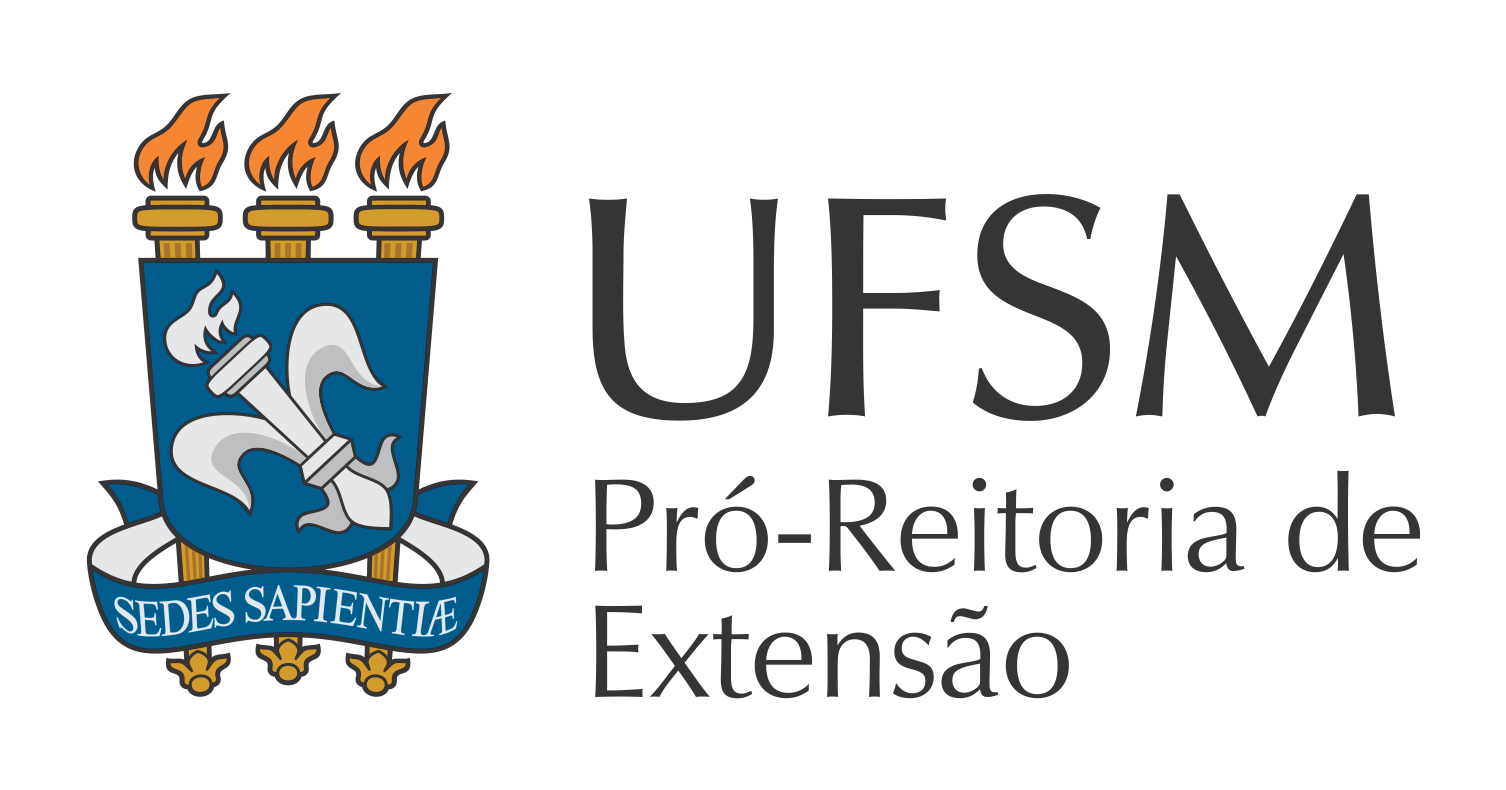 UFSM
Pró-Reitoria de
Extensão
SEDES SAPIENTIÆ